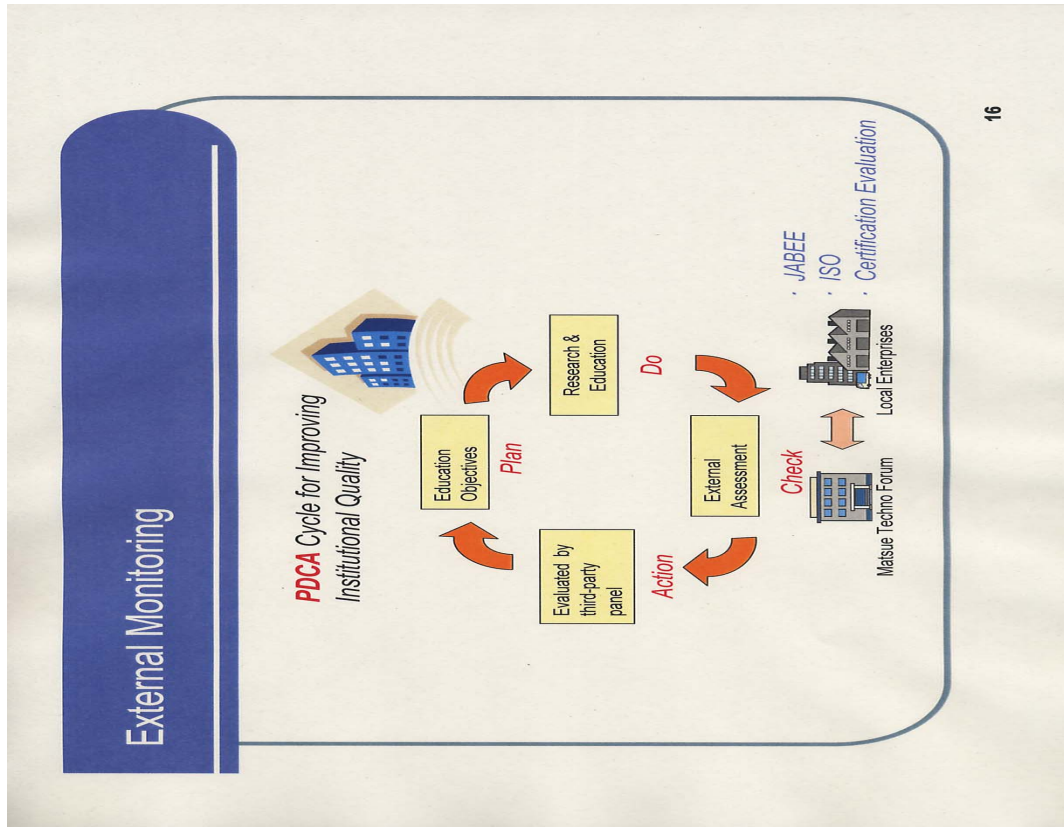 External Monitoring
PDCA Cycle for Improving
Institutional Quality
Education
Objectives
Plan
Research &
Education
Do
External
Assessment
Check
Evaluated by
third-party
panel
Action
Matsue Techno Forum
Local Enterprises
・ JABEE
・ ISO
・ Certification Evaluation
16